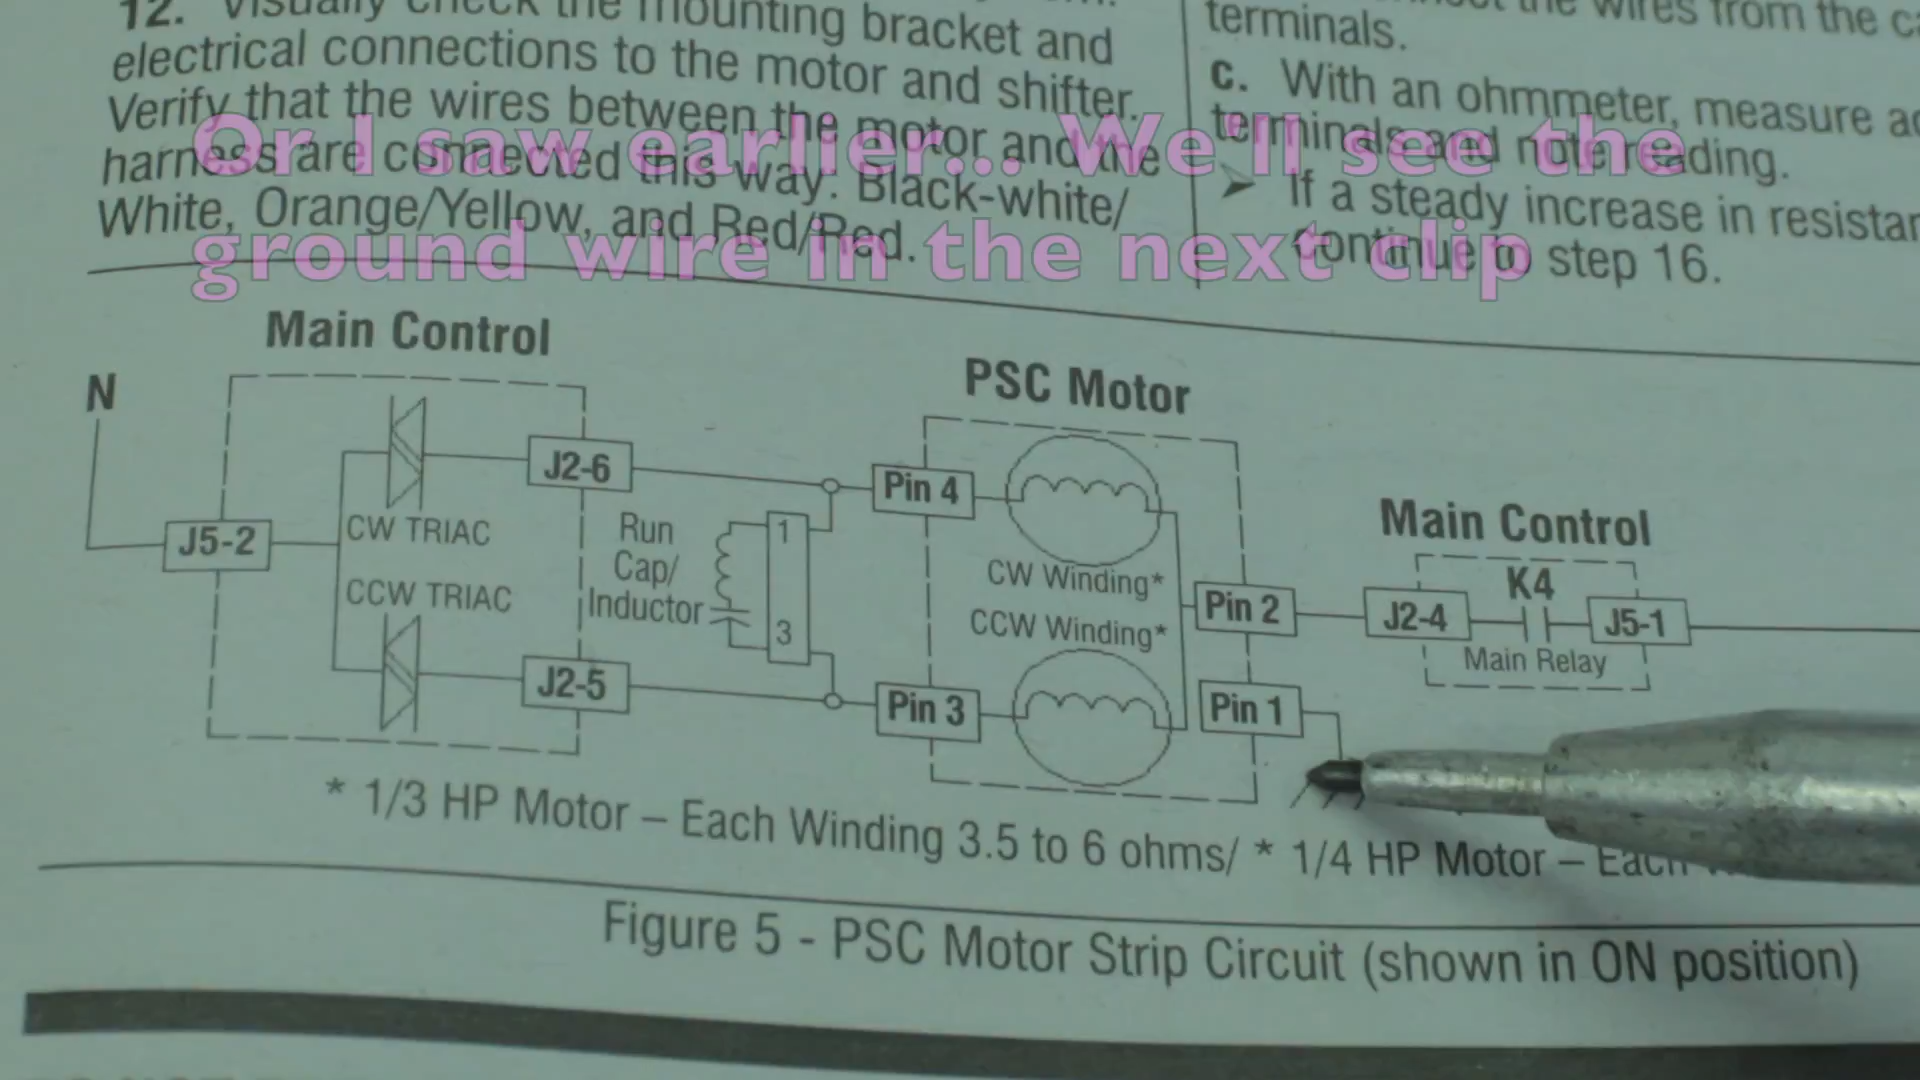 12. Visually check the mounting bracket and
electrical connections to the motor and shifter.
Verify that the wires between the motor and the
harness are connected this way: Black-white/
White, Orange/Yellow, and Red/Red.
the wires from the
terminals.
c. With an ohmmeter, measure
terminals and note reading.
➢ If a steady increase in
continue to step 16.
Or I saw earlier... We'll see the
ground wire in the next clip
Main Control
N
PSC Motor
J2-6
Pin 4
J5-2
CW TRIAC
Run
Cap/
Inductor
1
3
CW Winding*
Main Control
K4
CCW TRIAC
CCW Winding*
Pin 2
J2-4
J5-1
Main Relay
J2-5
Pin 3
Pin 1
* 1/3 HP Motor – Each Winding 3.5 to 6 ohms/ * 1/4 HP Motor – Each
Figure 5 - PSC Motor Strip Circuit (shown in ON position)